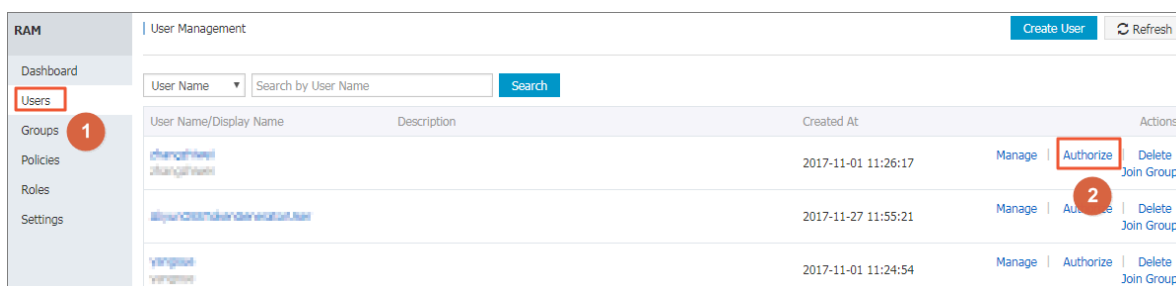 RAM
User Management
Create User
Refresh
Dashboard
Users
Groups
Policies
Roles
Settings
1
User Name
Search by User Name
Search
User Name/Display Name Description Created At Actions
2017-11-01 11:26:17 Manage Authorize Delete
Join Group
2
2017-11-27 11:55:21 Manage Delete
Join Group
2017-11-01 11:24:54 Manage Authorize Delete
Join Group